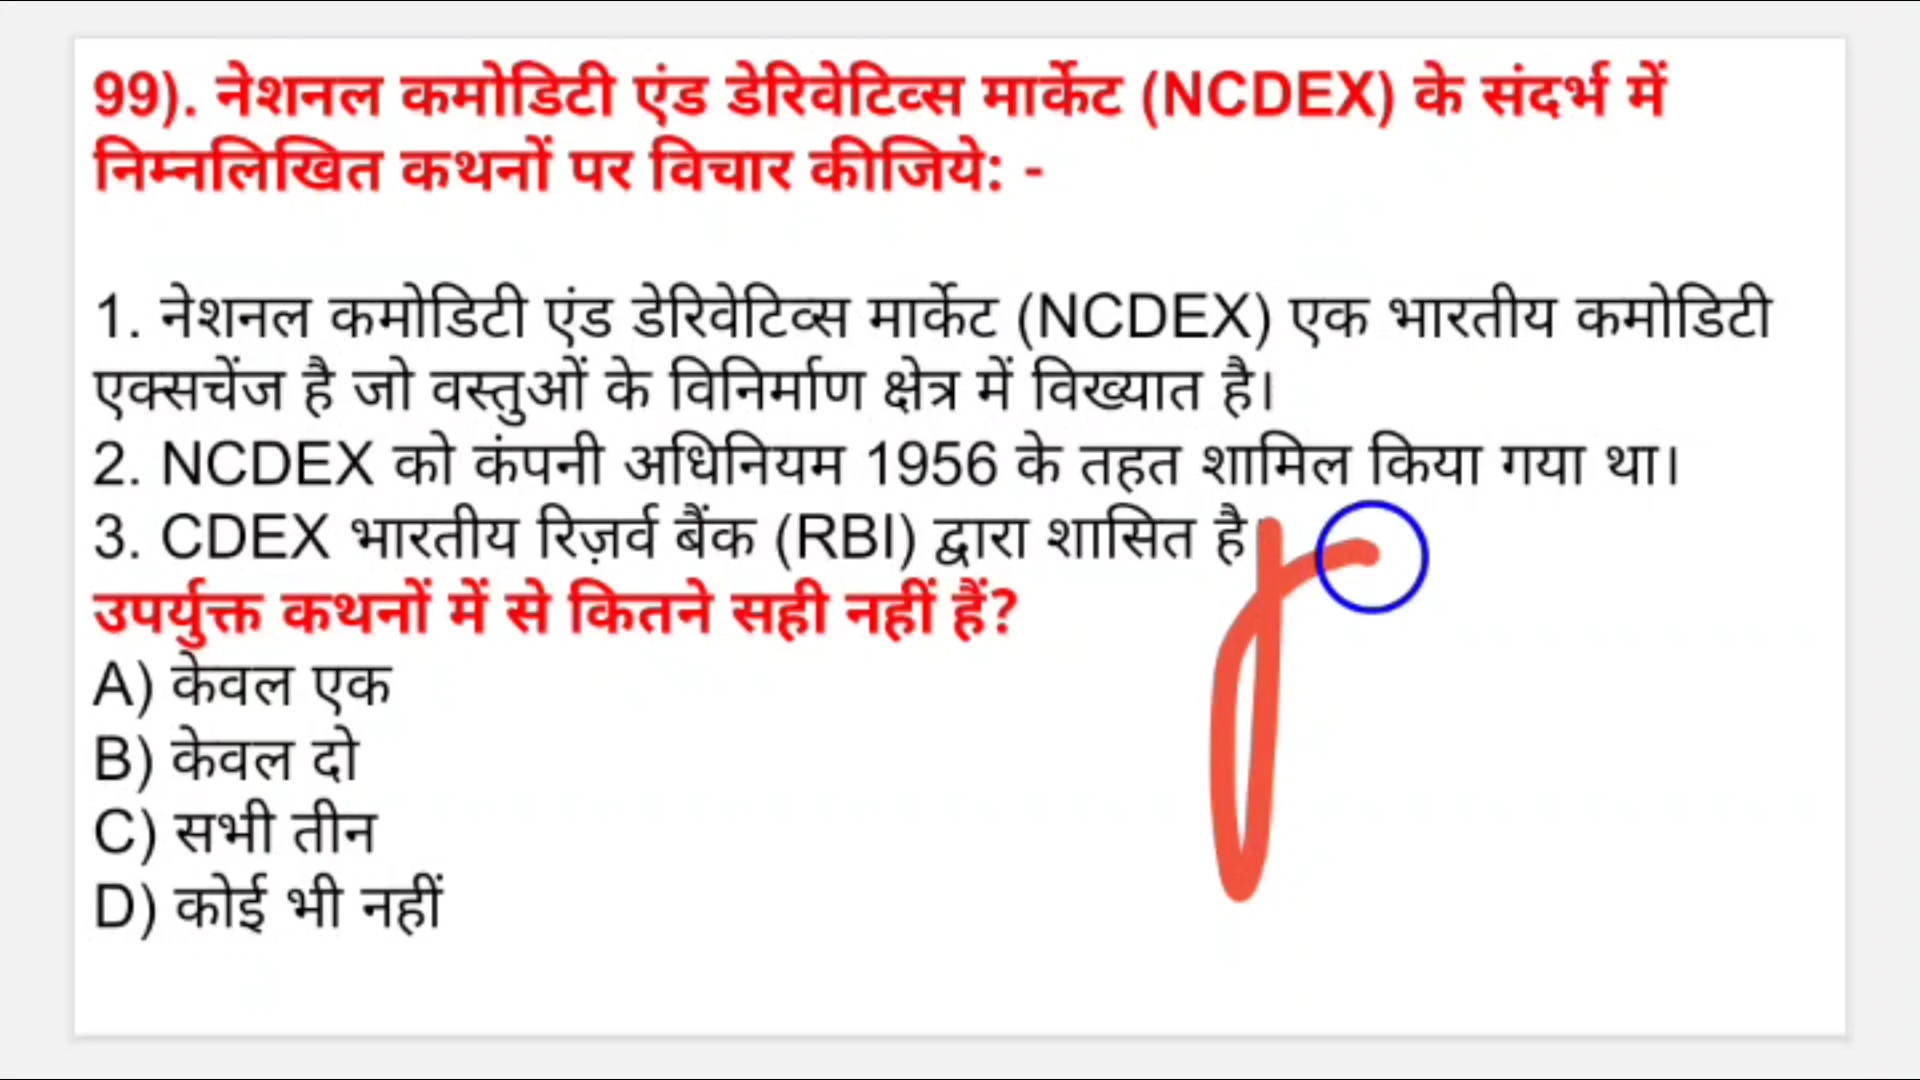 99). नेशनल कमोडिटी एंड डेरिवेटिव्स मार्केट (NCDEX) के संदर्भ में
निम्नलिखित कथनों पर विचार कीजिये: -
1. नेशनल कमोडिटी एंड डेरिवेटिव्स मार्केट (NCDEX) एक भारतीय कमोडिटी
एक्सचेंज है जो वस्तुओं के विनिर्माण क्षेत्र में विख्यात है।
2. NCDEX को कंपनी अधिनियम 1956 के तहत शामिल किया गया था।
3. CDEX भारतीय रिज़र्व बैंक (RBI) द्वारा शासित है।
उपर्युक्त कथनों में से कितने सही नहीं हैं?
A) केवल एक
B) केवल दो
C) सभी तीन
D) कोई भी नहीं